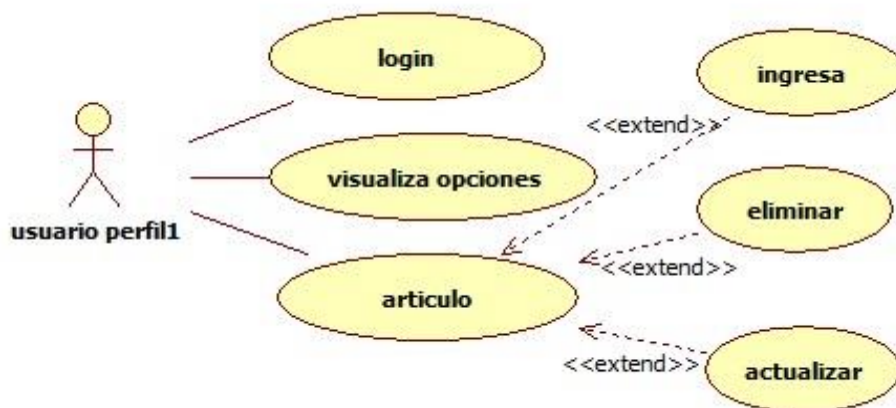 login
ingresa
<<extend>>
visualiza opciones
eliminar
usuario perfil1
<<extend>>
articulo
<<extend>>
actualizar